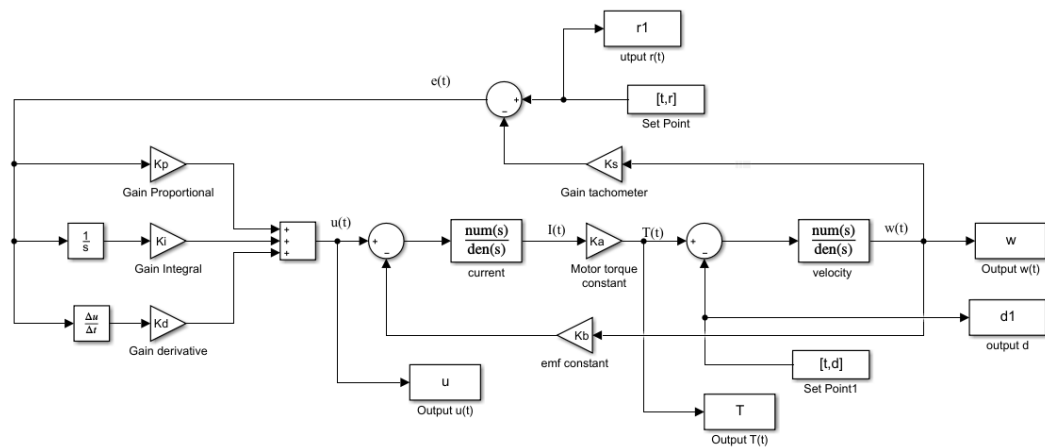 r1
utput r(t)
e(t)
[t,r]
Set Point
Kp
Gain Proportional
Ks
Gain tachometer
1
s
Ki
Gain Integral
+
+
+
u(t)
+
−
num(s)
den(s)
current
I(t)
Ka
Motor torque
constant
T(t)
+
−
num(s)
den(s)
velocity
w(t)
w
Output w(t)
+
−
Δu
Δt
Kd
Gain derivative
Kb
emf constant
d1
output d
[t,d]
Set Point1
u
Output u(t)
T
Output T(t)